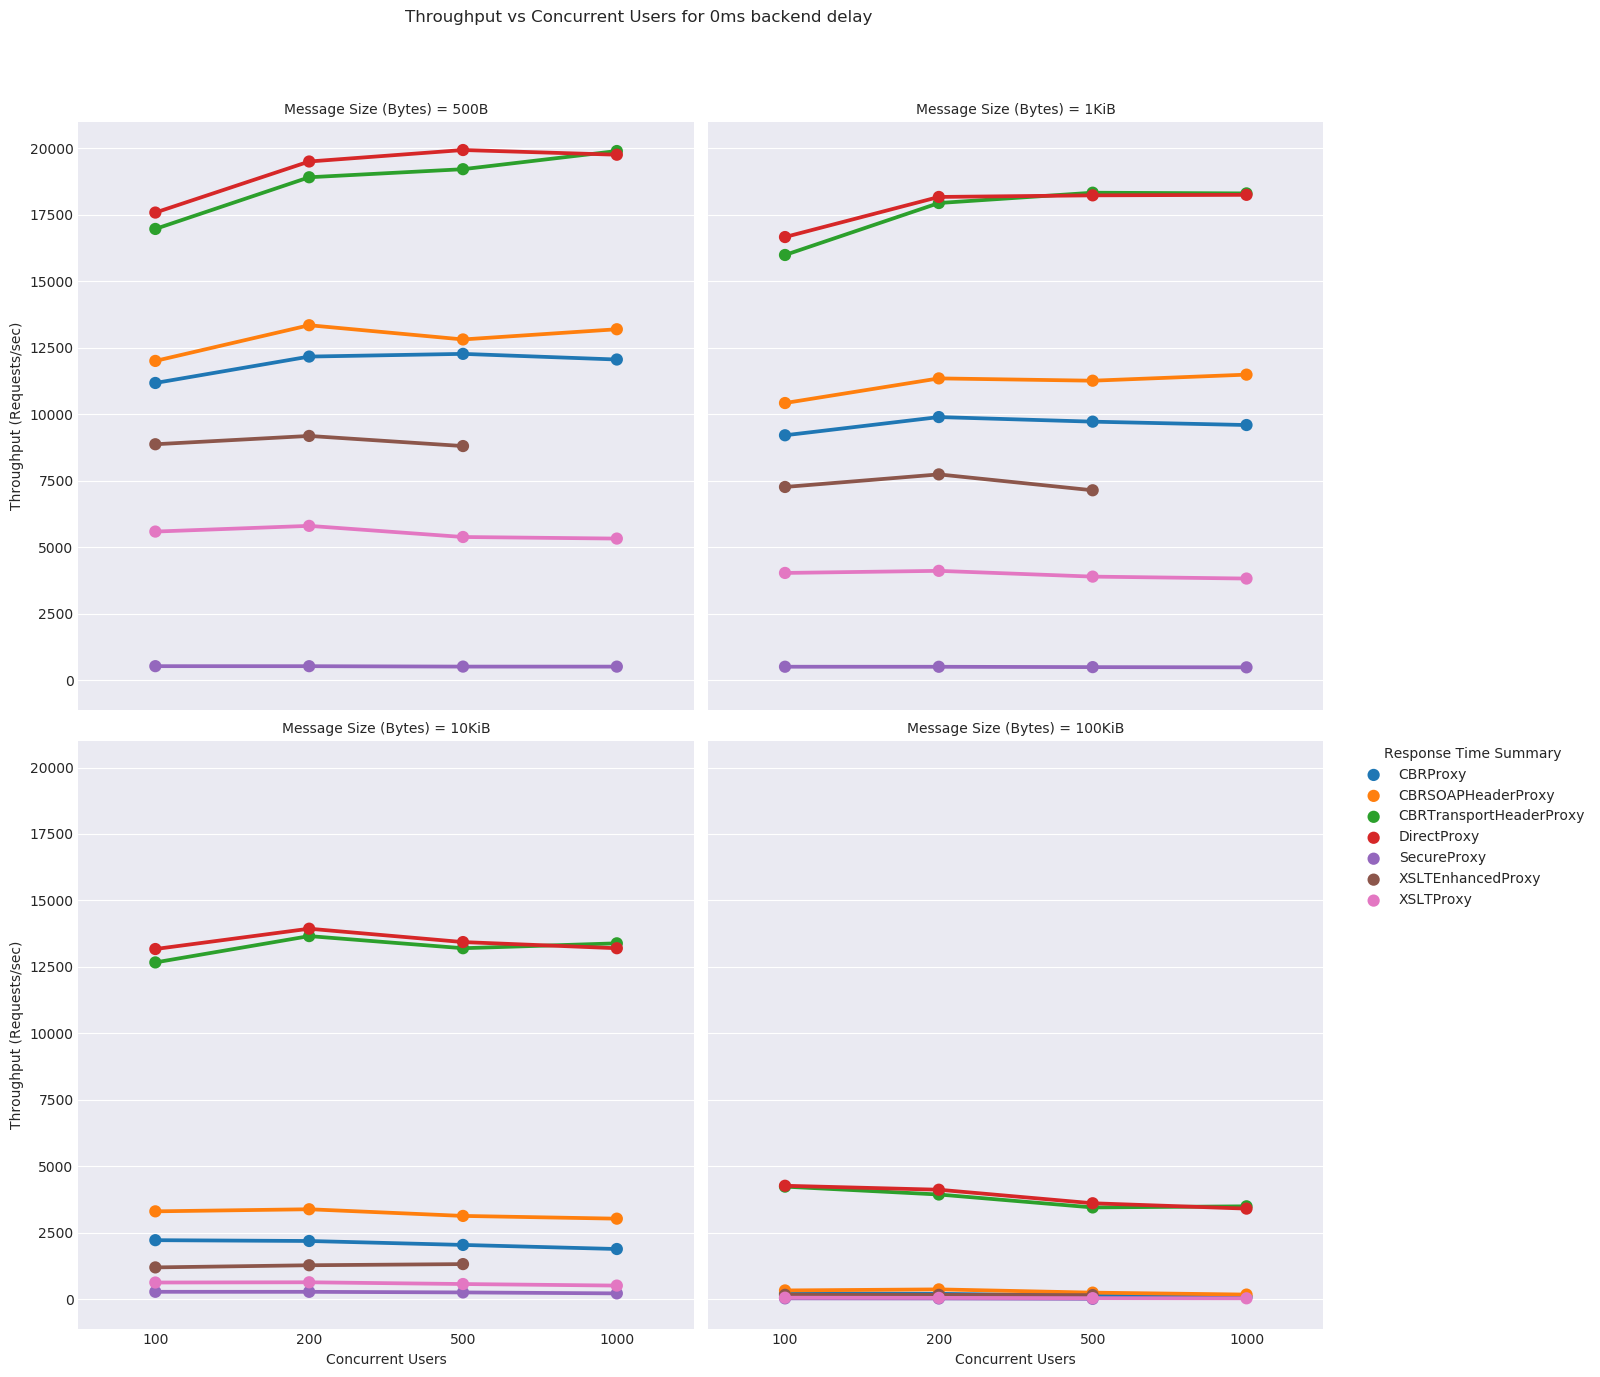 Throughput vs Concurrent Users for 0ms backend delay
Message Size (Bytes) = 500B
Message Size (Bytes) = 1KiB
20000
17500
15000
12500
10000
7500
5000
2500
0
Throughput (Requests/sec)
Message Size (Bytes) = 10KiB
Message Size (Bytes) = 100KiB
20000
17500
15000
12500
10000
7500
5000
2500
0
Throughput (Requests/sec)
100 200 500 1000
Concurrent Users
100 200 500 1000
Concurrent Users
Response Time Summary
CBRProxy
CBRSOAPHeaderProxy
CBRTransportHeaderProxy
DirectProxy
SecureProxy
XSLTEnhancedProxy
XSLTProxy